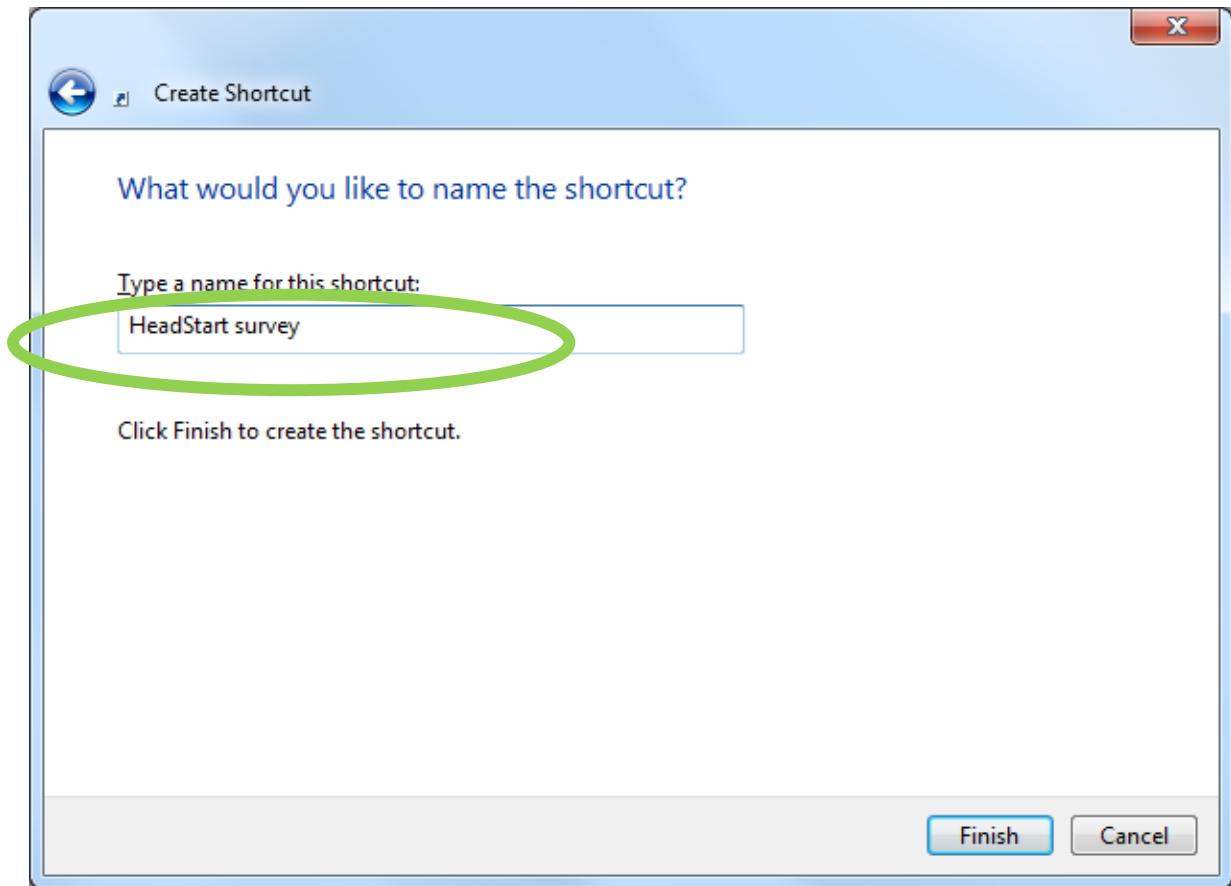 Create Shortcut
What would you like to name the shortcut?
Type a name for this shortcut:
HeadStart survey
Click Finish to create the shortcut.
Finish Cancel